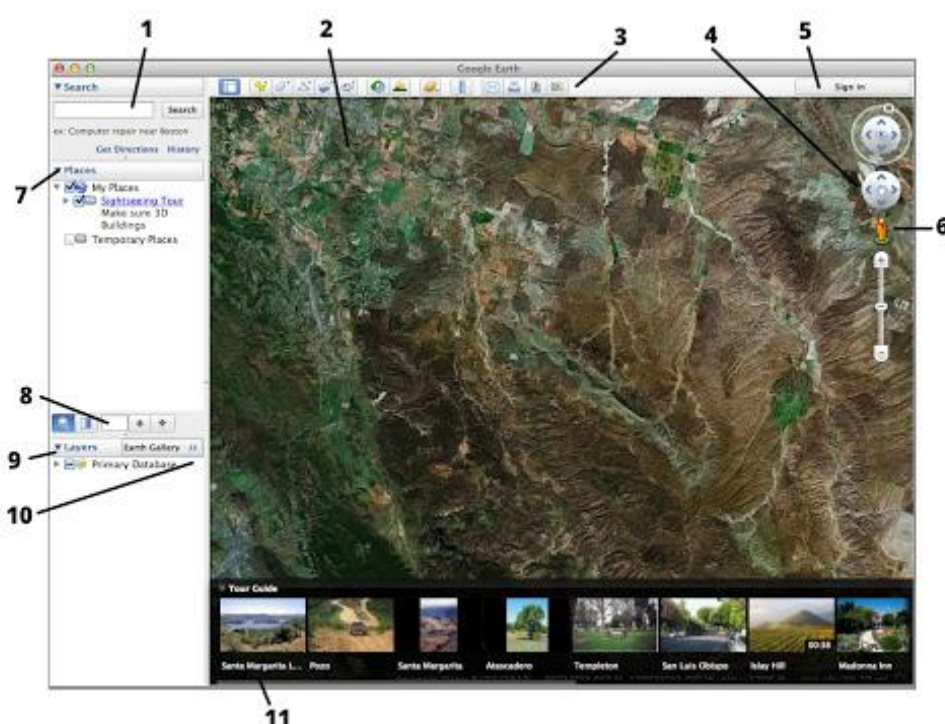 1
2
3
4
5
Google Earth
Search
Sign in
Search
ex: Computer repair near Boston
Get Directions History
6
7
Places
My Places
Sightseeing Tour
Make sure 3D
Buildings
Temporary Places
8
9
Layers
Earth Gallery
Primary Database
10
Tour Guide
00:38
Santa Margarita L...
Pozo
Santa Margarita
Atascadero
Templeton
San Luis Obispo
Islay Hill
Madonna Inn
11